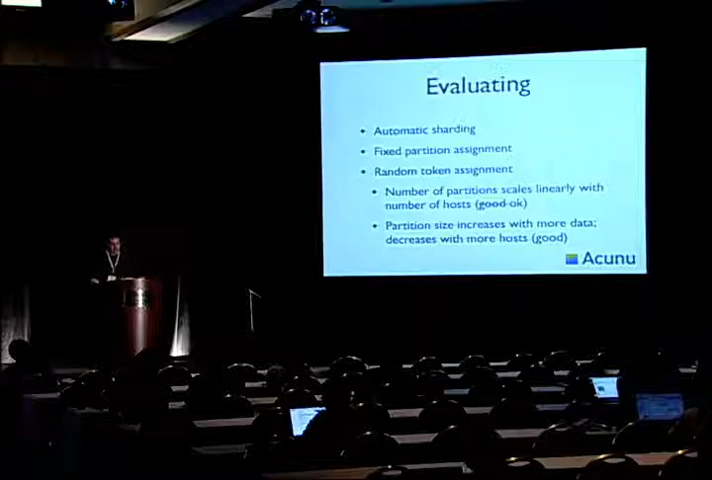 Evaluating
• Automatic sharding
• Fixed partition assignment
• Random token assignment
• Number of partitions scales linearly with
number of hosts (good ok)
• Partition size increases with more data;
decreases with more hosts (good)
Acunu